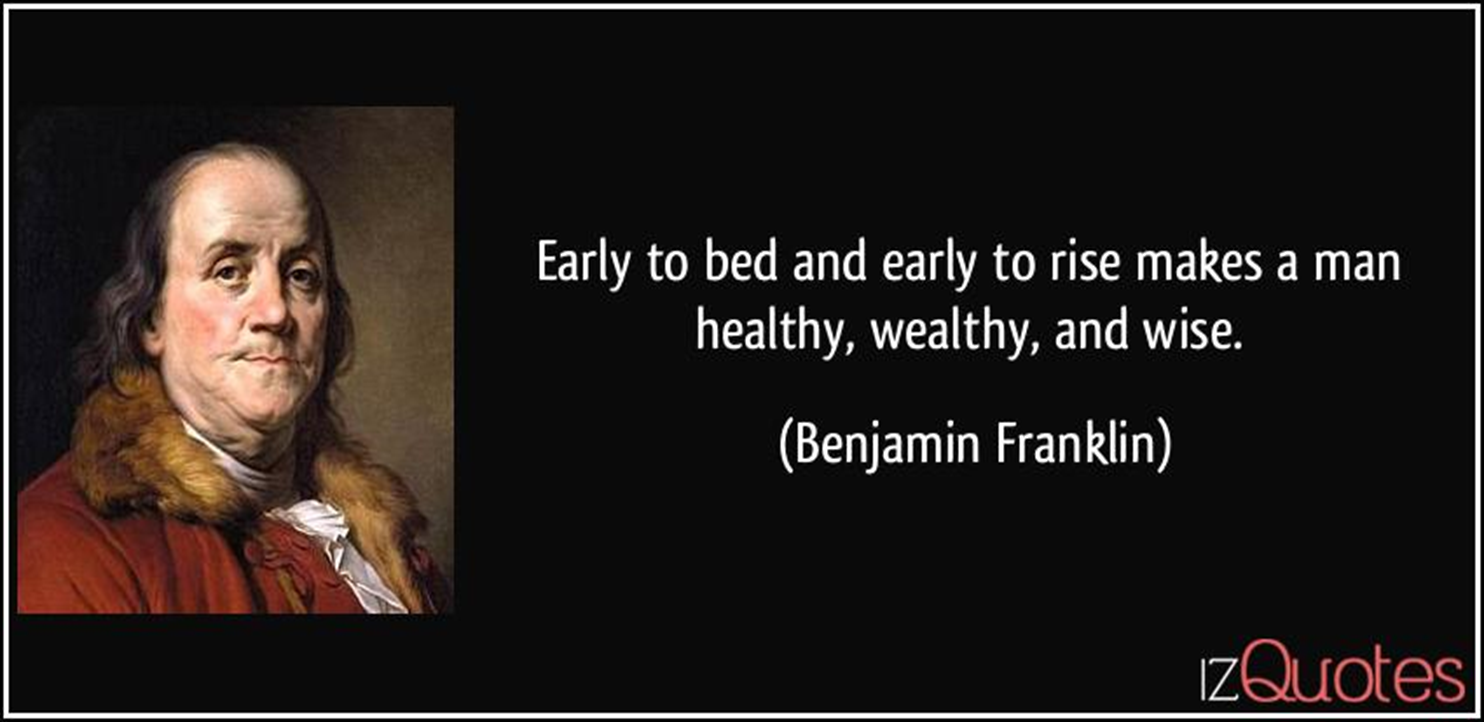 Early to bed and early to rise makes a man
healthy, wealthy, and wise.
(Benjamin Franklin)
IZQuotes